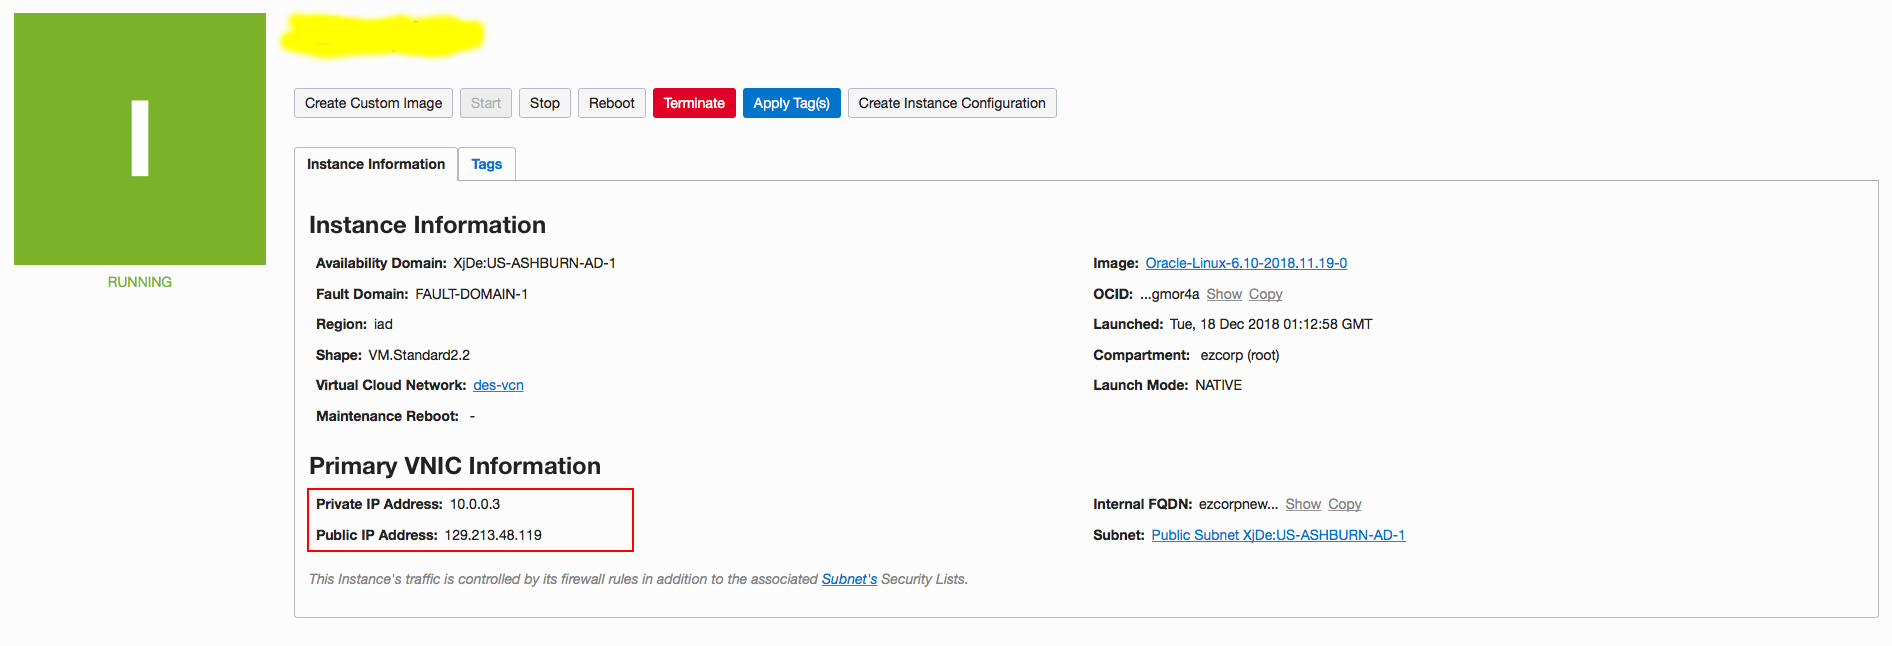 I
RUNNING
Create Custom Image Start Stop Reboot Terminate Apply Tag(s) Create Instance Configuration
Instance Information Tags
Instance Information
Availability Domain: XjDe:US-ASHBURN-AD-1
Fault Domain: FAULT-DOMAIN-1
Region: iad
Shape: VM.Standard2.2
Virtual Cloud Network: des-vcn
Maintenance Reboot: -
Image: Oracle-Linux-6.10-2018.11.19-0
OCID: ...gmor4a Show Copy
Launched: Tue, 18 Dec 2018 01:12:58 GMT
Compartment: ezcorp (root)
Launch Mode: NATIVE
Primary VNIC Information
Private IP Address: 10.0.0.3
Public IP Address: 129.213.48.119
Internal FQDN: ezcorpnew... Show Copy
Subnet: Public Subnet XjDe:US-ASHBURN-AD-1
This Instance's traffic is controlled by its firewall rules in addition to the associated Subnet's Security Lists.